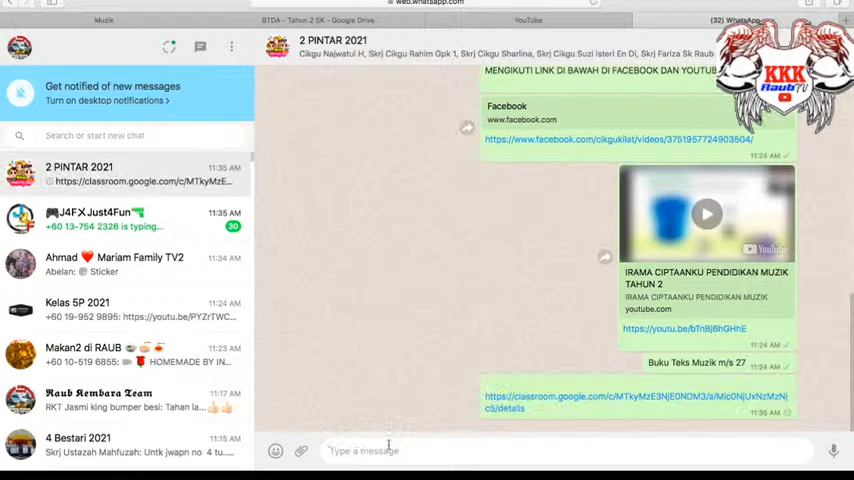 web.whatsapp.com
Muzik
BTDA - Tahun 2 SK - Google Drive
YouTube
(32) WhatsApp
2 PINTAR 2021
Cikgu Najwatul H, Skrj Cikgu Rahim Gpk 1, Skrj Cikgu Sharlina, Skrj Cikgu Suzi Isteri En Di, Skrj Fariza Sk Raub
KKK
RaubTV
Get notified of new messages
Turn on desktop notifications >
Search or start new chat
2 PINTAR 2021
11:35 AM
https://classroom.google.com/c/MTkyMzE...
🎮J4F╳Just4Fun🔫
11:35 AM
+60 13-754 2326 is typing...
30
Ahmad ❤️ Mariam Family TV2
11:34 AM
Abelan: Sticker
Kelas 5P 2021
11:24 AM
+60 19-952 9895: https://youtu.be/PYZrTWC...
Makan2 di RAUB
11:24 AM
+60 10-519 6855: 🌹 HOMEMADE BY IN...
𝕽𝖆𝖚𝖇 𝕶𝖊𝖒𝖇𝖆𝖗𝖆 𝕿𝖊𝖆𝖒
11:17 AM
RKT Jasmi king bumper besi: Tahan la...👍👍
4 Bestari 2021
11:15 AM
Skrj Ustazah Mahfuzah: Untk jwapn no 4 tu...
MENGIKUTI LINK DI BAWAH DI FACEBOOK DAN YOUTUB
Facebook
www.facebook.com
https://www.facebook.com/cikgukilat/videos/3751957724903504/
11:24 AM
YouTube
IRAMA CIPTAANKU PENDIDIKAN MUZIK
TAHUN 2
IRAMA CIPTAANKU PENDIDIKAN MUZIK
youtube.com
https://youtu.be/bTnBj6hGHhE
11:24 AM
Buku Teks Muzik m/s 27
11:24 AM
https://classroom.google.com/c/MTkyMzE3NjE0NDM3/a/Mic0NjUxNzMzNj
c5/details
11:35 AM
Type a message